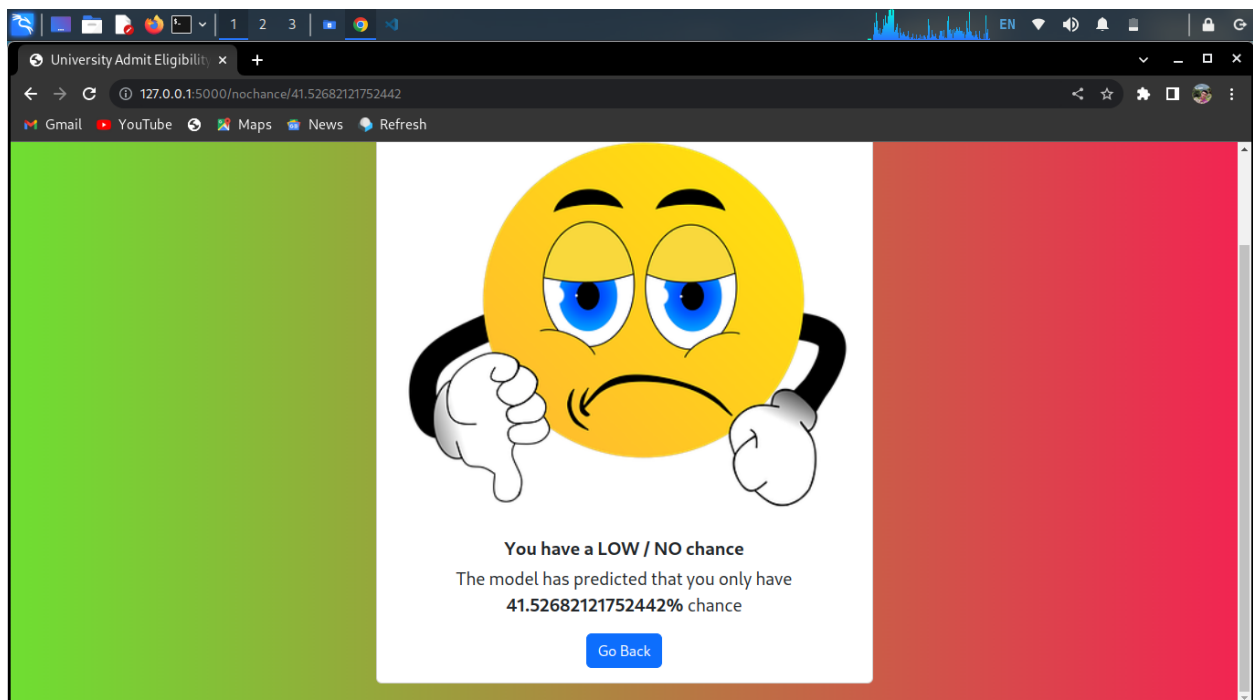 1 2 3 EN
University Admit Eligibility
127.0.0.1:5000/nochance/41.52682121752442
Gmail YouTube Maps News Refresh
You have a LOW / NO chance
The model has predicted that you only have
41.52682121752442% chance
Go Back